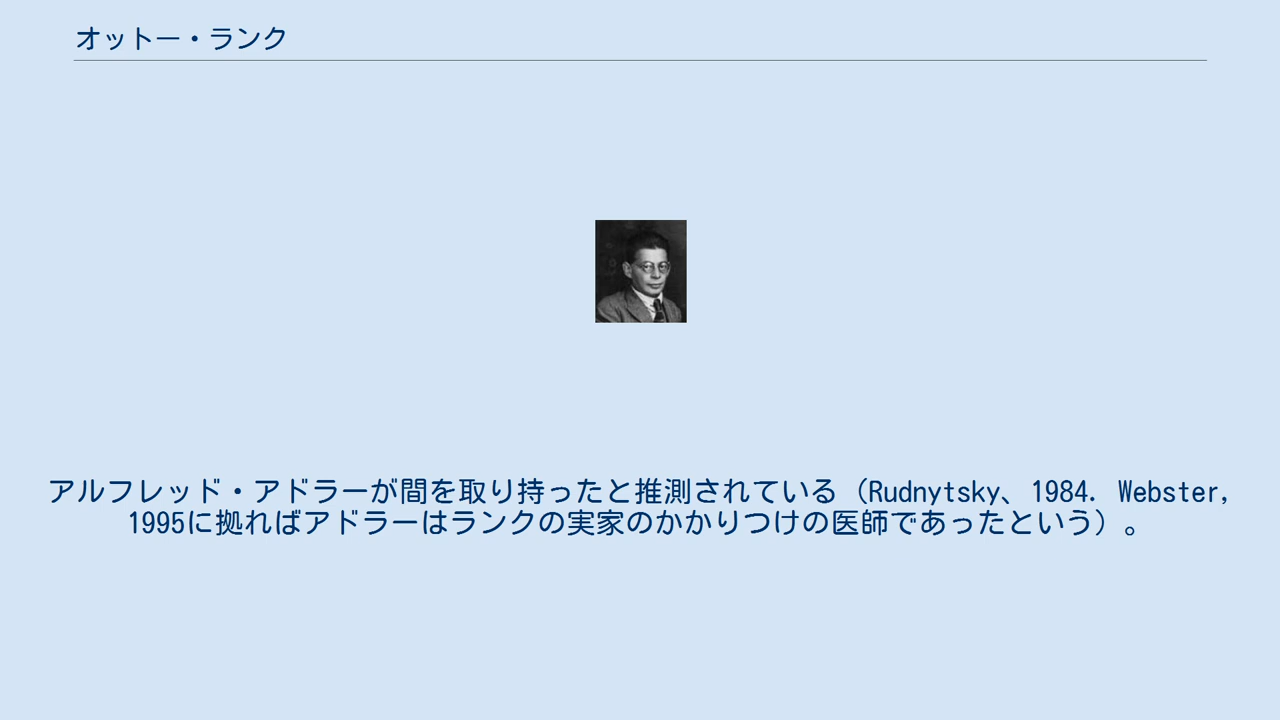 オットー・ランク
アルフレッド・アドラーが間を取り持ったと推測されている（Rudnytsky、1984. Webster,
1995に拠ればアドラーはランクの実家のかかりつけの医師であったという）。